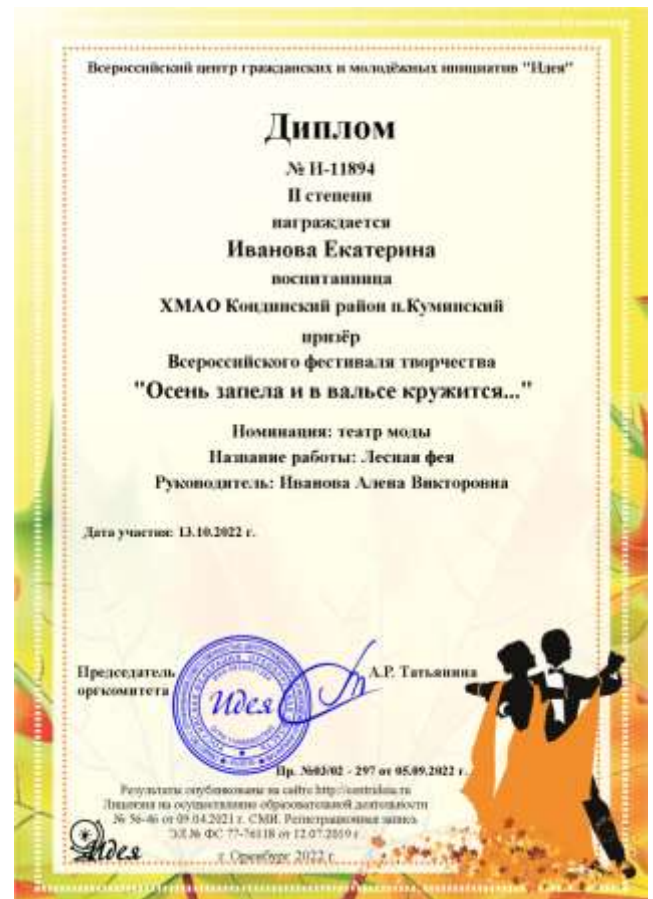 Всероссийский центр гражданских и молодёжных инициатив "Идея"
Диплом
№ И-11894
II степени
награждается
Иванова Екатерина
воспитанница
ХМАО Кондинский район п.Куминский
призёр
Всероссийского фестиваля творчества
"Осень запела и в вальсе кружится..."
Номинация: театр моды
Название работы: Лесная фея
Руководитель: Иванова Алена Викторовна
Дата участия: 13.10.2022 г.
Председатель
оргкомитета
А.Р. Татьянина
Идея
Пр. №03/02 - 297 от 05.09.2022 г.
Результаты опубликованы на сайте http://centrideia.ru
Лицензия на осуществление образовательной деятельности
№ 56-46 от 09.04.2021 г. СМИ. Регистрационная запись
ЭЛ № ФС 77-76118 от 12.07.2019 г
Идея
г. Оренбург 2022 г.